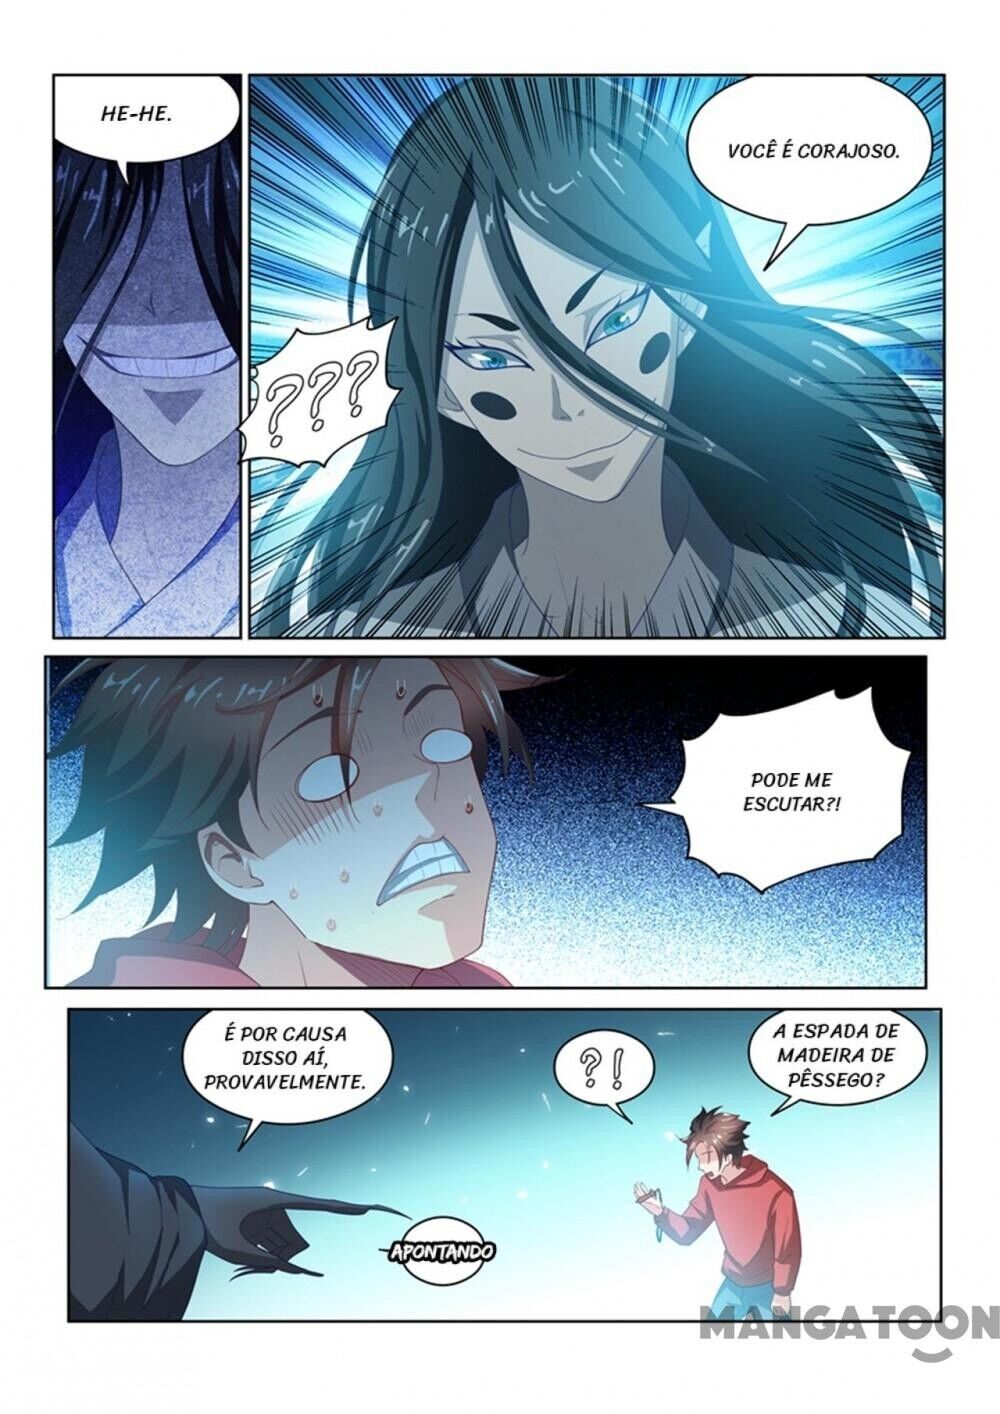 HE-HE.
VOCÊ É CORAJOSO.
???
PODE ME
ESCUTAR?!
É POR CAUSA
DISSO AÍ,
PROVAVELMENTE.
?!
A ESPADA DE
MADEIRA DE
PÊSSEGO?
APONTANDO
MANGATOON